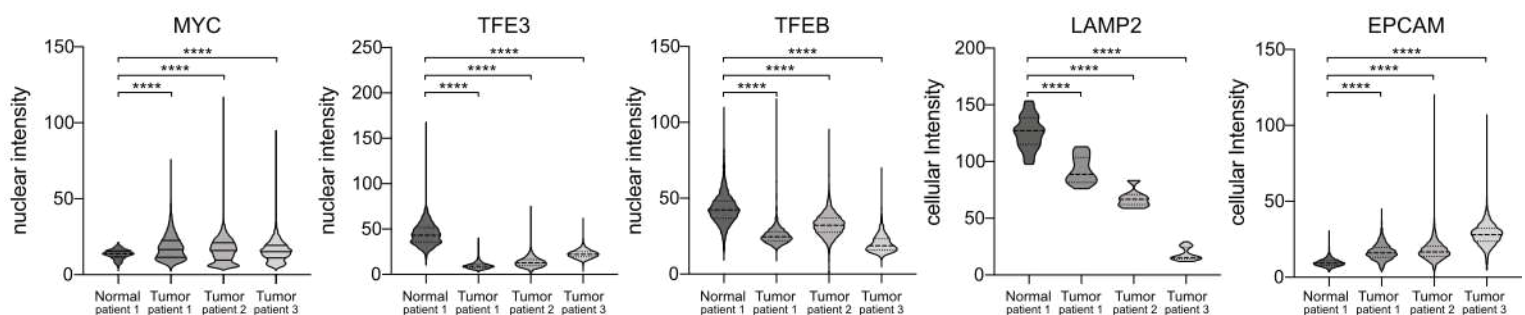 MYC
nuclear intensity
150
100
50
0
****
****
****
Normal patient 1
Tumor patient 1
Tumor patient 2
Tumor patient 3
TFE3
nuclear intensity
250
200
150
100
50
0
****
****
****
Normal patient 1
Tumor patient 1
Tumor patient 2
Tumor patient 3
TFEB
nuclear intensity
150
100
50
0
****
****
****
Normal patient 1
Tumor patient 1
Tumor patient 2
Tumor patient 3
LAMP2
cellular Intensity
200
150
100
50
0
****
****
****
Normal patient 1
Tumor patient 1
Tumor patient 2
Tumor patient 3
EPCAM
cellular Intensity
150
100
50
0
****
****
****
Normal patient 1
Tumor patient 1
Tumor patient 2
Tumor patient 3